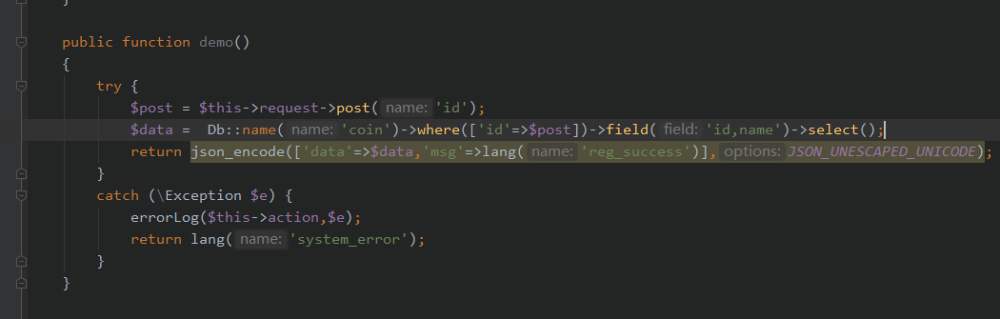 }
public function demo()
{
try {
$post = $this->request->post( name: 'id');
$data =  Db::name( name: 'coin')->where(['id'=>$post])->field( field: 'id,name')->select();
return json_encode(['data'=>$data,'msg'=>lang( name: 'reg_success')], options: JSON_UNESCAPED_UNICODE);
}
catch (\Exception $e) {
errorLog($this->action,$e);
return lang( name: 'system_error');
}
}